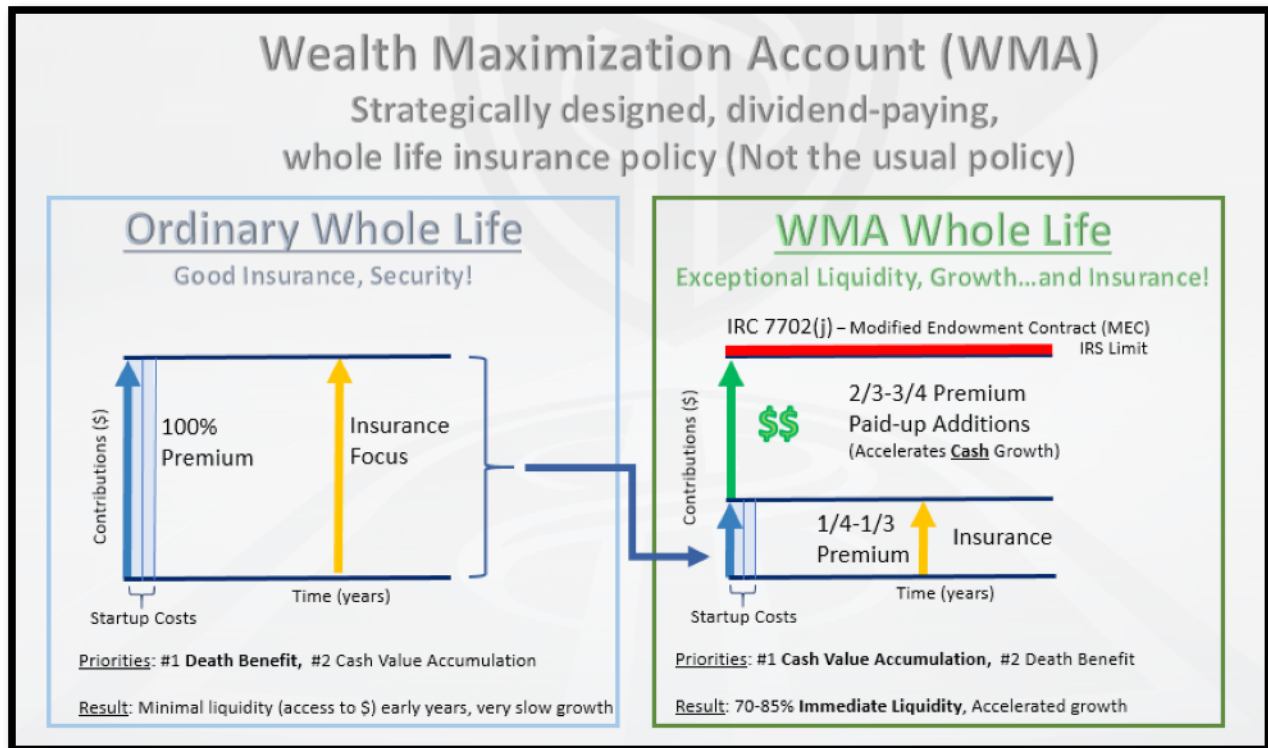 Wealth Maximization Account (WMA)
Strategically designed, dividend-paying,
whole life insurance policy (Not the usual policy)
Ordinary Whole Life
Good Insurance, Security!
Contributions ($)
100%
Premium
Insurance
Focus
Time (years)
Startup Costs
Priorities: #1 Death Benefit, #2 Cash Value Accumulation
Result: Minimal liquidity (access to $) early years, very slow growth
WMA Whole Life
Exceptional Liquidity, Growth...and Insurance!
IRC 7702(j) – Modified Endowment Contract (MEC)
IRS Limit
Contributions ($)
$$
2/3-3/4 Premium
Paid-up Additions
(Accelerates Cash Growth)
1/4-1/3
Premium
Insurance
Time (years)
Startup Costs
Priorities: #1 Cash Value Accumulation, #2 Death Benefit
Result: 70-85% Immediate Liquidity, Accelerated growth